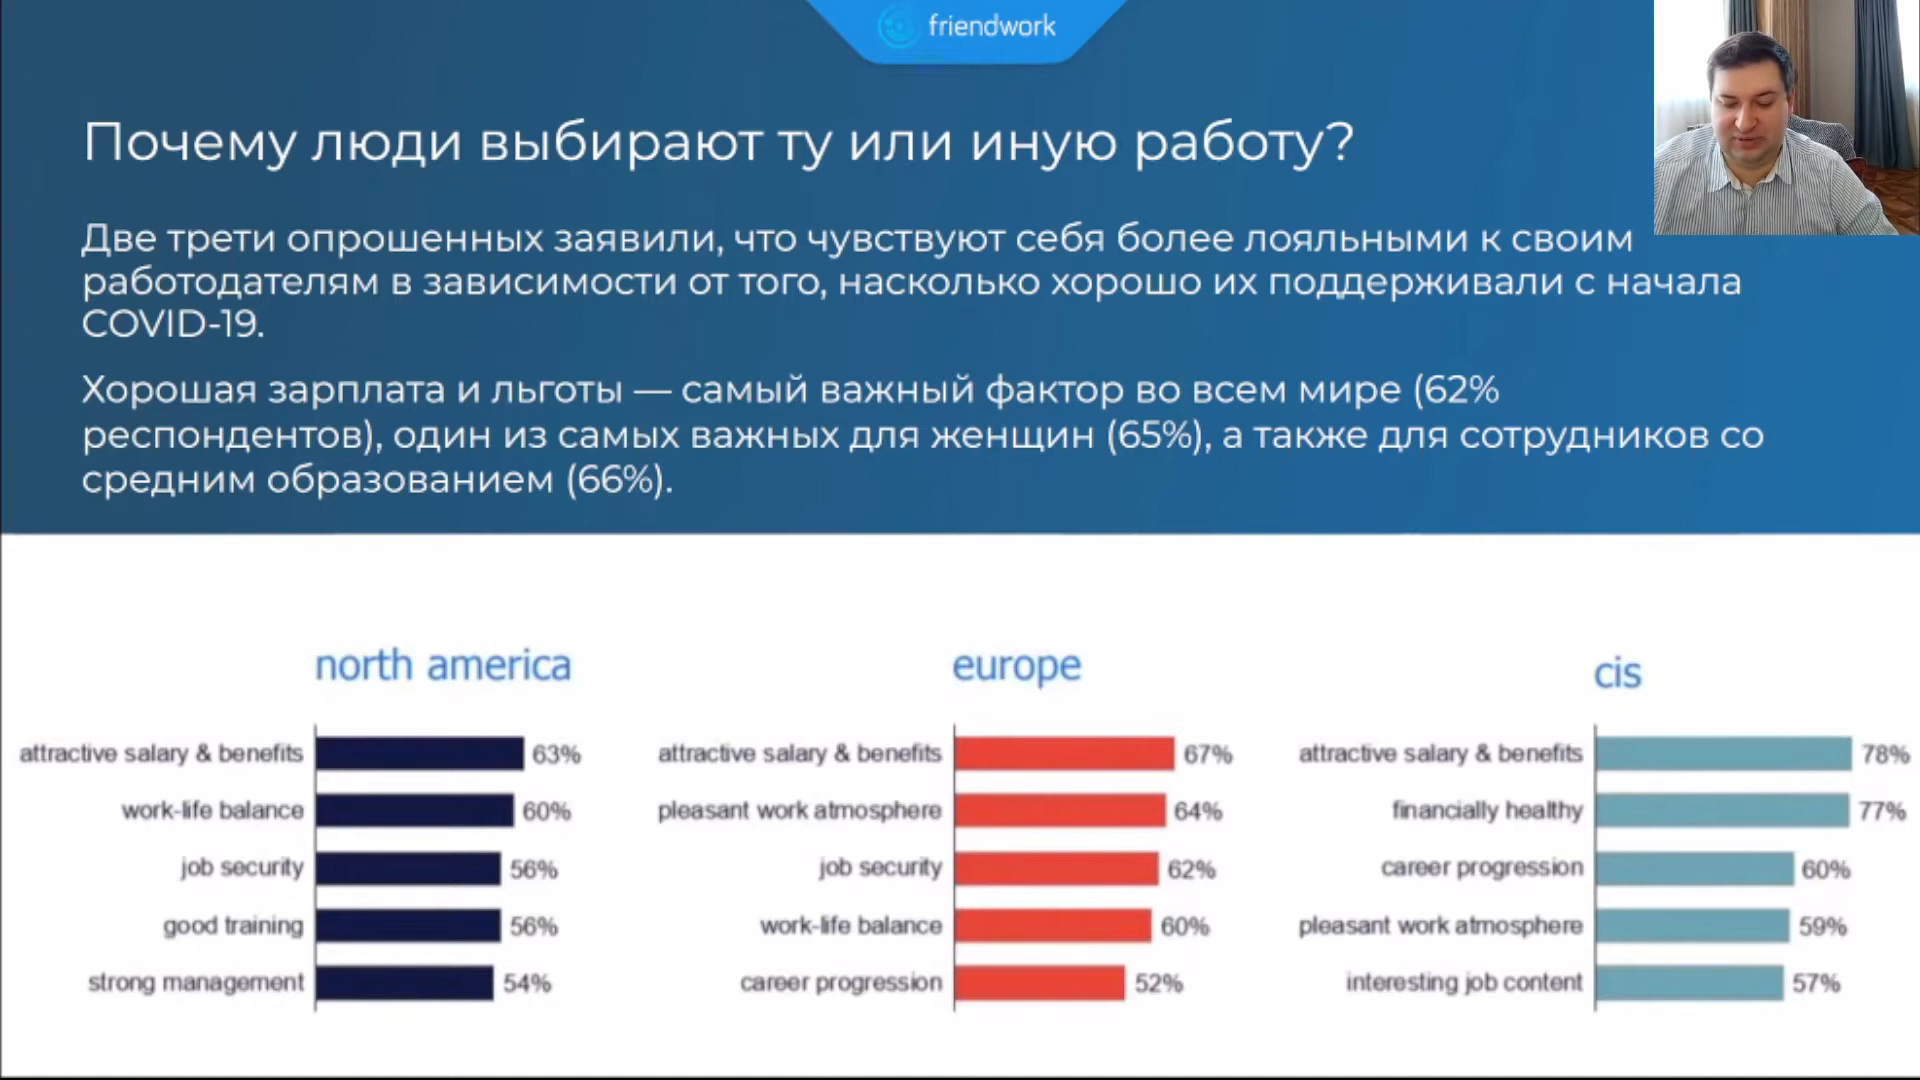 friendwork
Почему люди выбирают ту или иную работу?
Две трети опрошенных заявили, что чувствуют себя более лояльными к своим
работодателям в зависимости от того, насколько хорошо их поддерживали с начала
COVID-19.
Хорошая зарплата и льготы — самый важный фактор во всем мире (62%
респондентов), один из самых важных для женщин (65%), а также для сотрудников со
средним образованием (66%).
north america
attractive salary & benefits 63%
work-life balance 60%
job security 56%
good training 56%
strong management 54%
europe
attractive salary & benefits 67%
pleasant work atmosphere 64%
job security 62%
work-life balance 60%
career progression 52%
cis
attractive salary & benefits 78%
financially healthy 77%
career progression 60%
pleasant work atmosphere 59%
interesting job content 57%